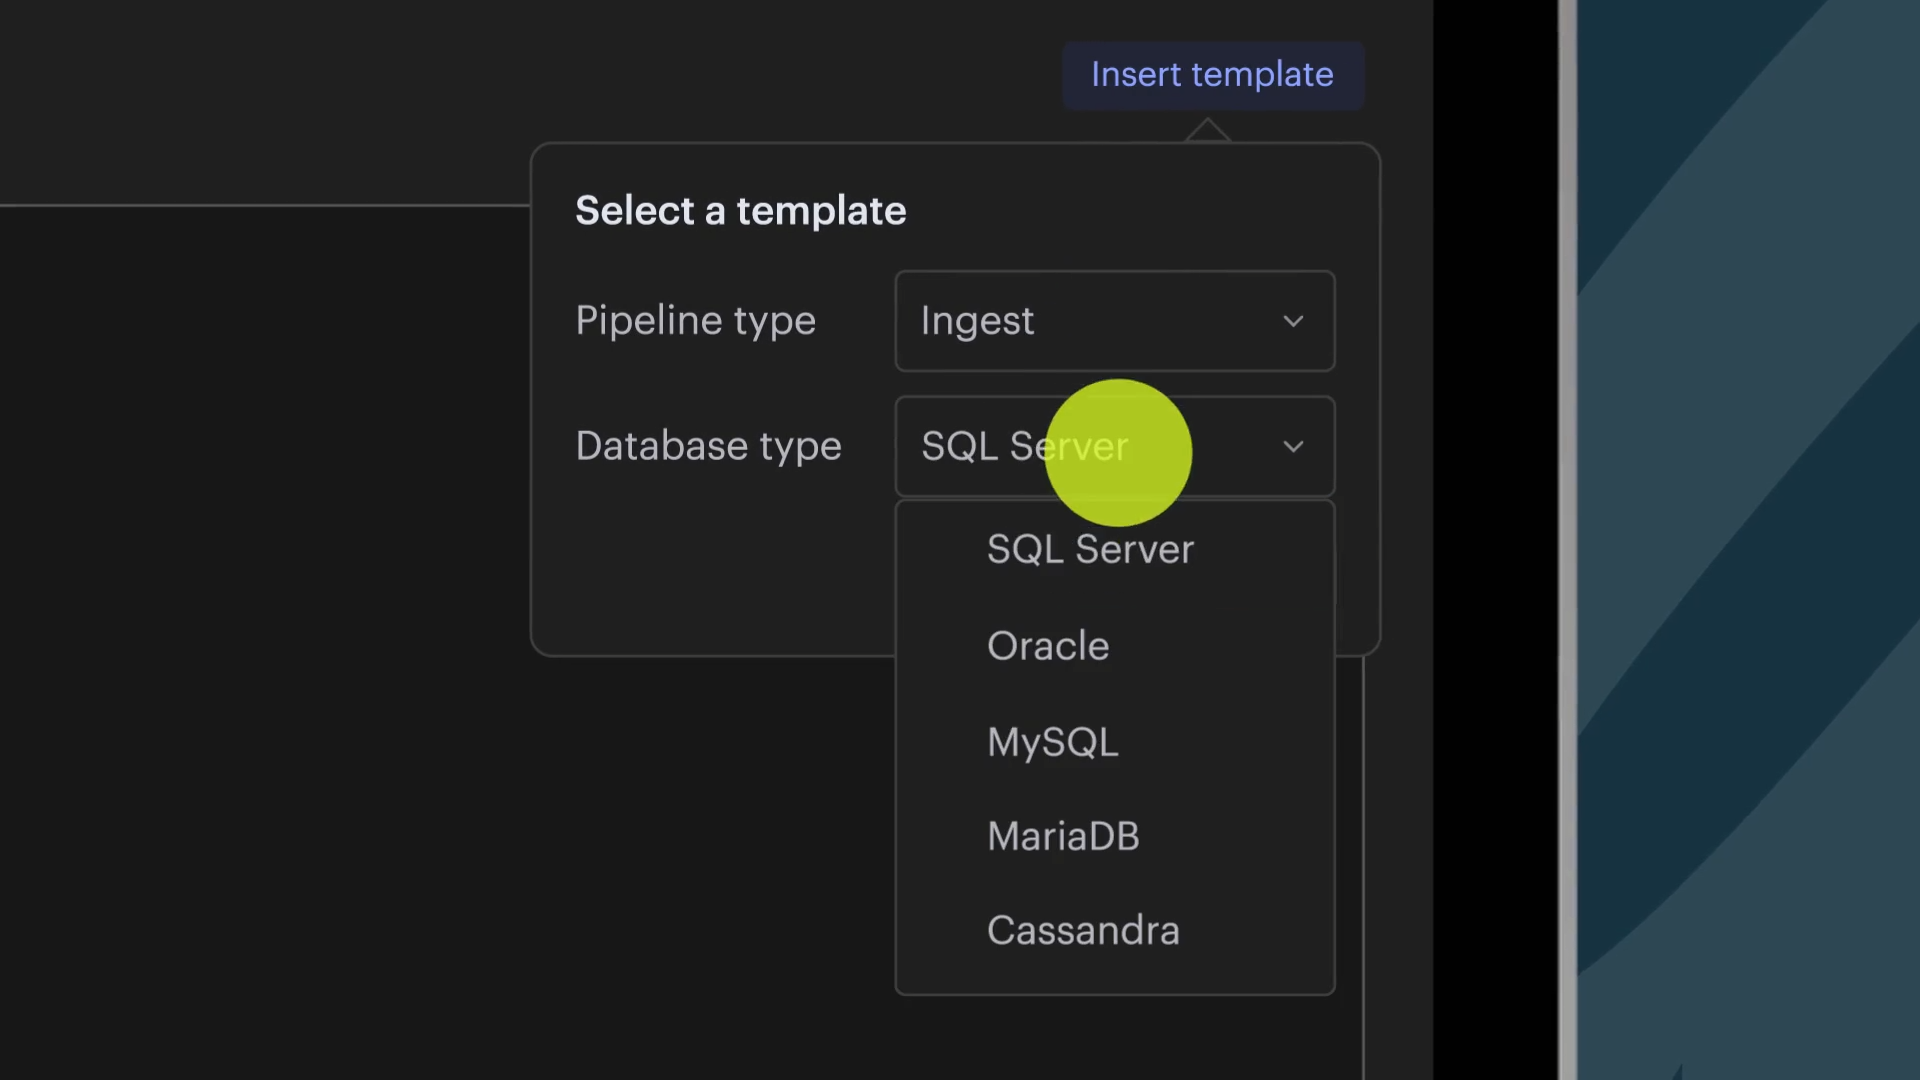 Insert template
Select a template
Pipeline type
Ingest
Database type
SQL Server
SQL Server
Oracle
MySQL
MariaDB
Cassandra